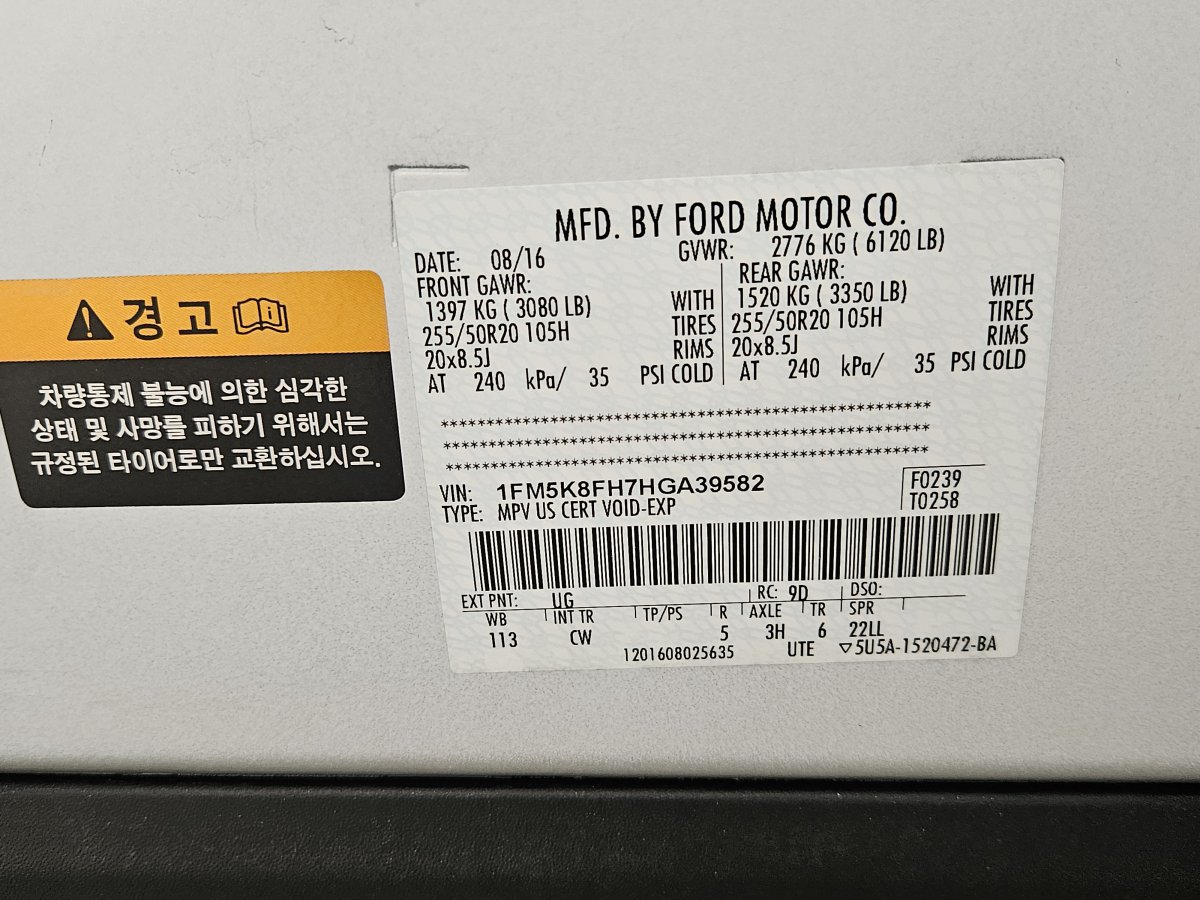 경고
차량통제 불능에 의한 심각한
상태 및 사망를 피하기 위해서는
규정된 타이어로만 교환하십시오.
MFD. BY FORD MOTOR CO.
DATE: 08/16 GVWR: 2776 KG ( 6120 LB)
FRONT GAWR: REAR GAWR:
1397 KG ( 3080 LB) WITH 1520 KG ( 3350 LB) WITH
255/50R20 105H TIRES 255/50R20 105H TIRES
20x8.5J RIMS 20x8.5J RIMS
AT 240 kPa/ 35 PSI COLD AT 240 kPa/ 35 PSI COLD
**************************************************
**************************************************
**************************************************
VIN: 1FM5K8FH7HGA39582 F0239
TYPE: MPV US CERT VOID-EXP T0258
EXT PNT: UG RC: 9D DSO:
WB INT TR TP/PS R AXLE TR SPR
113 CW 5 3H 6 22LL
1201608025635 UTE ▽5U5A-1520472-BA